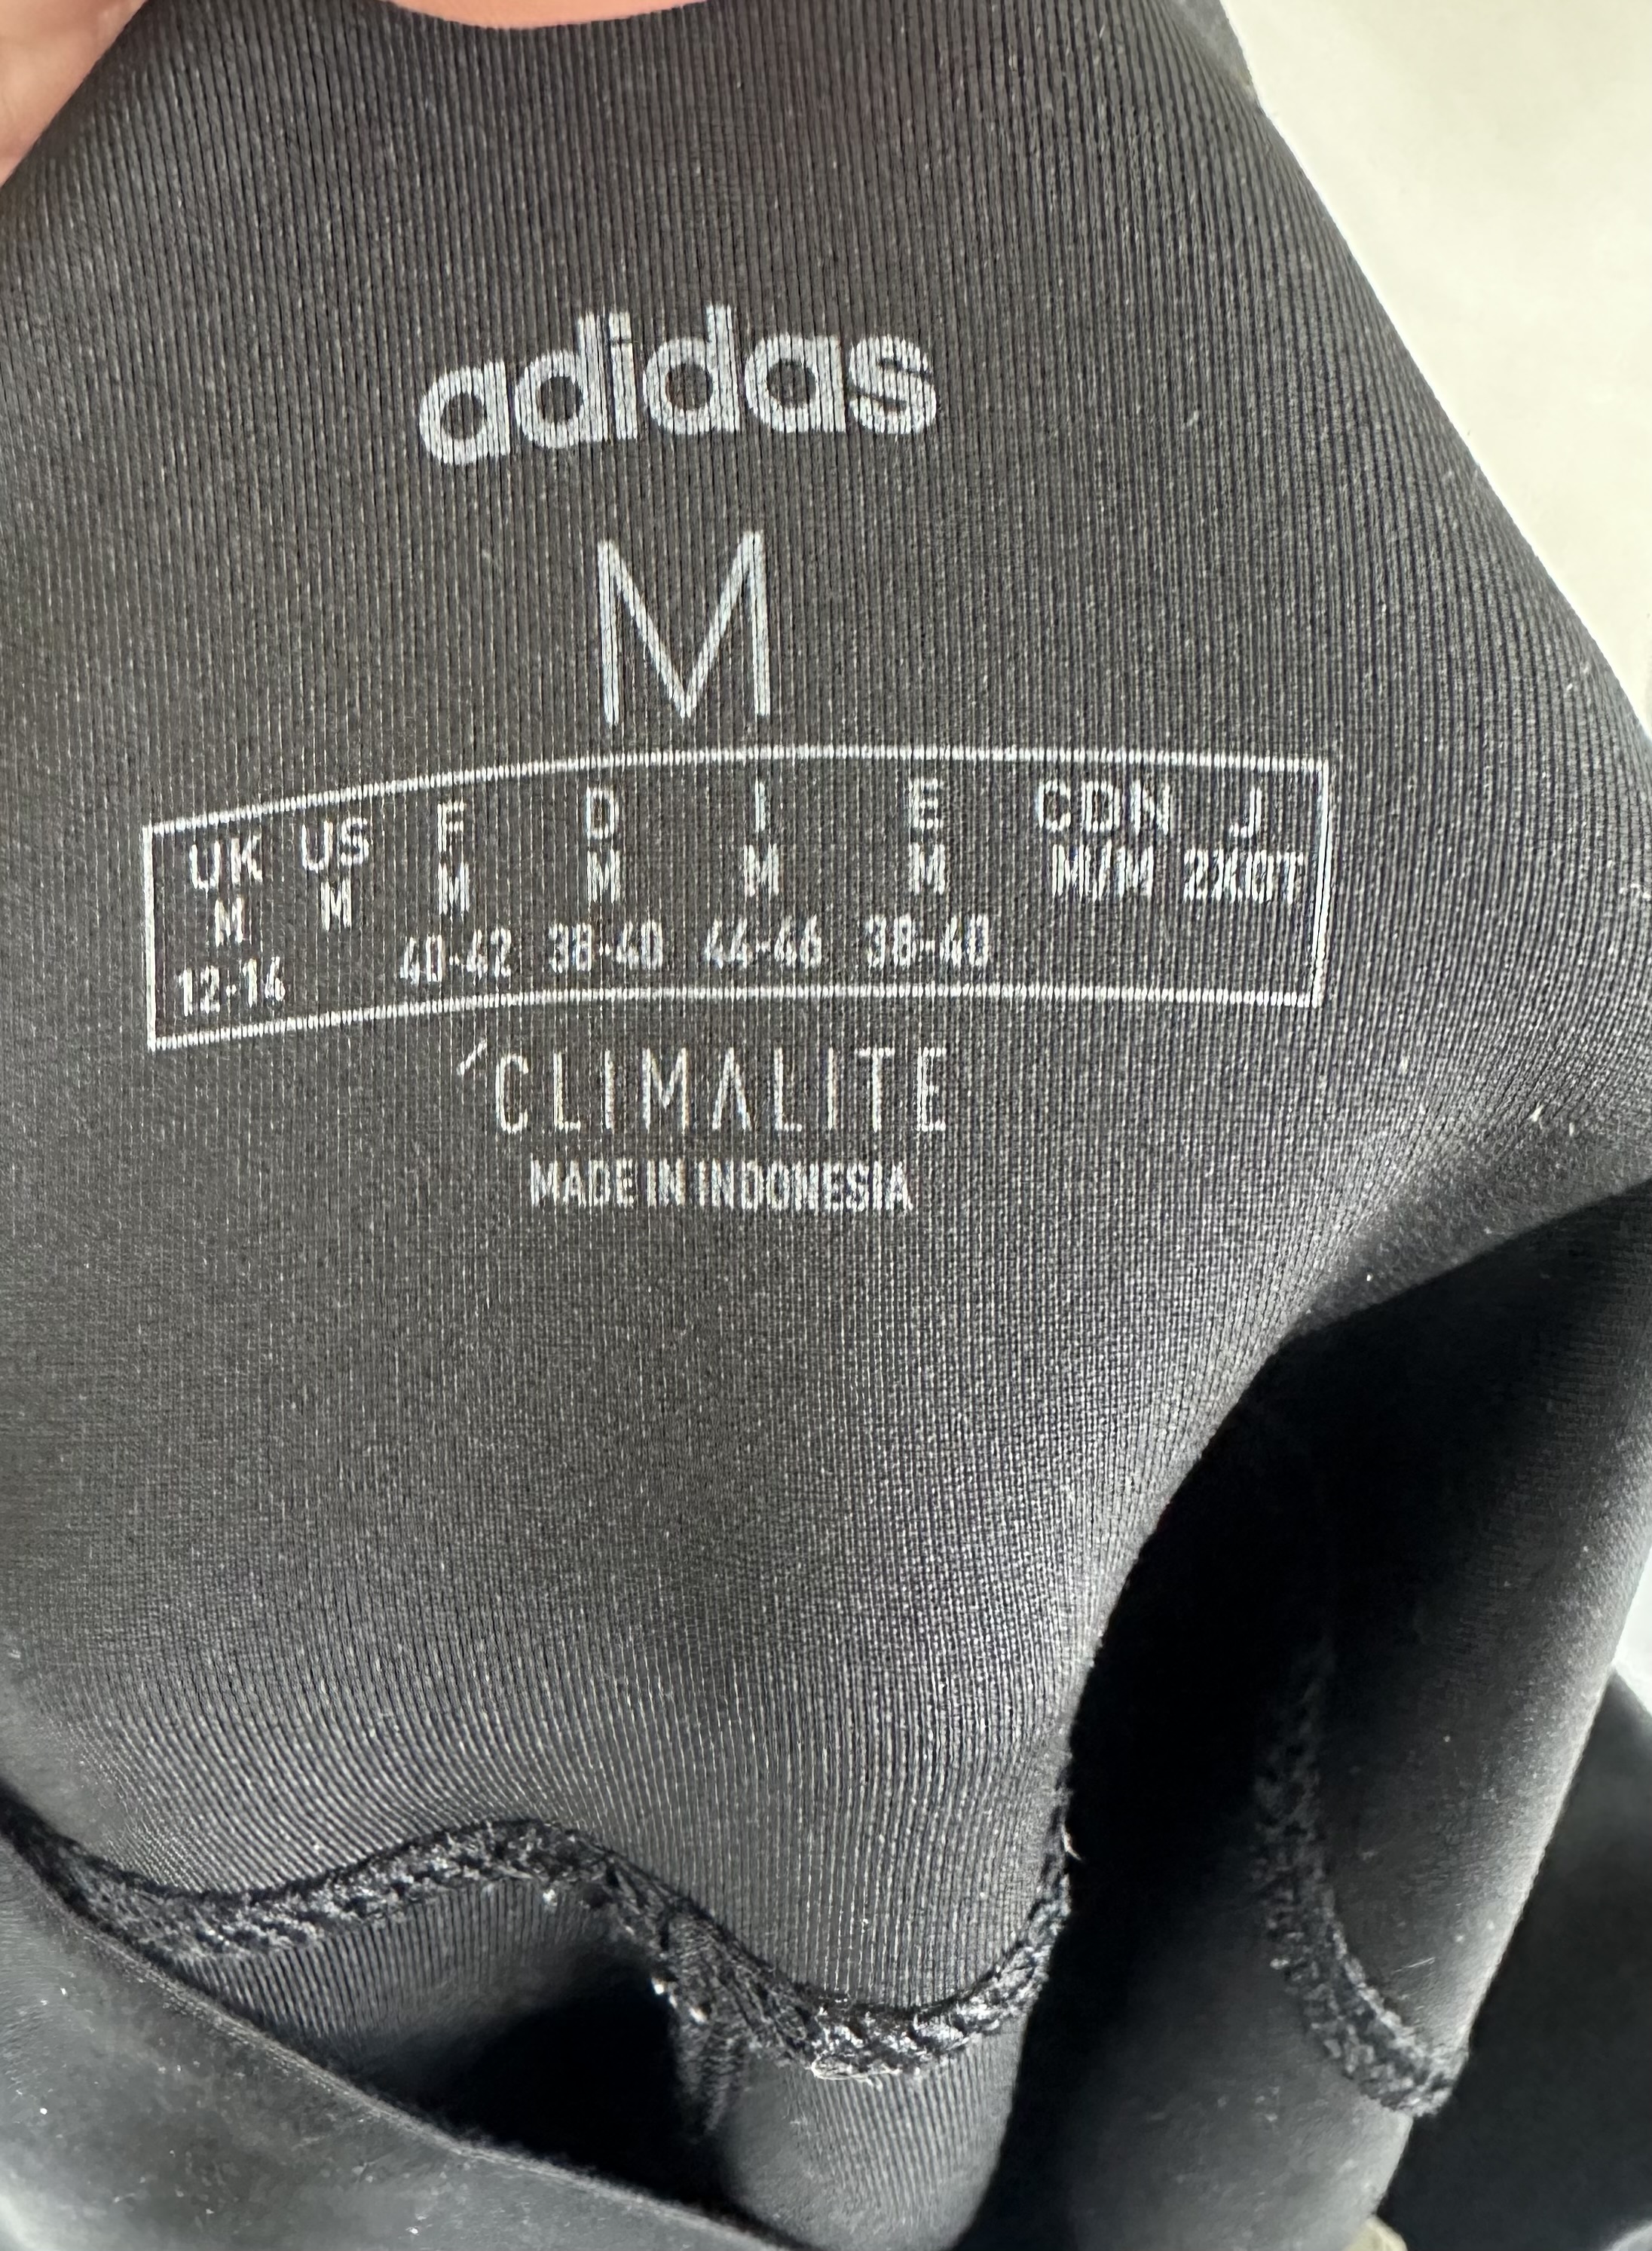 adidas
M
UK US F D I E CDN J
M M M M M M M/M 2XOT
12-14 40-42 38-40 44-46 38-40
CLIMALITE
MADE IN INDONESIA